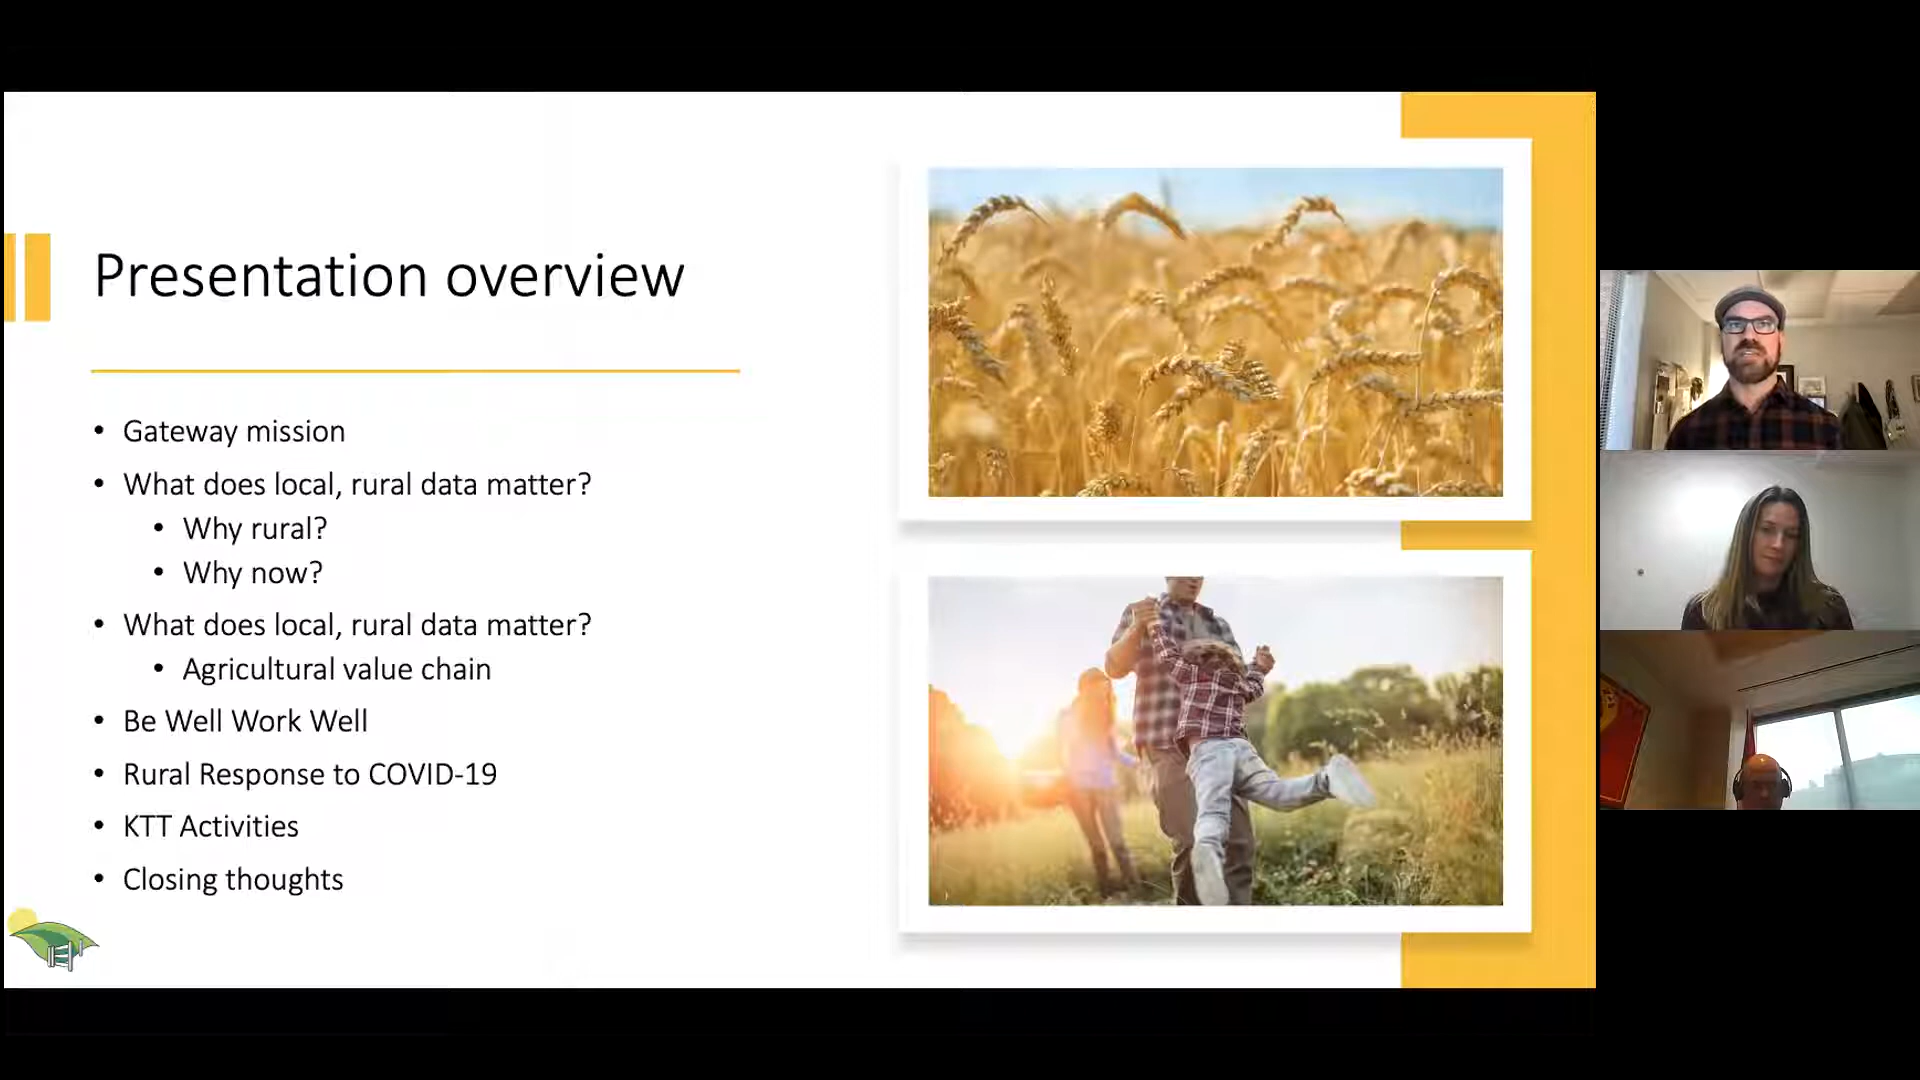 Presentation overview
• Gateway mission
• What does local, rural data matter?
• Why rural?
• Why now?
• What does local, rural data matter?
• Agricultural value chain
• Be Well Work Well
• Rural Response to COVID-19
• KTT Activities
• Closing thoughts